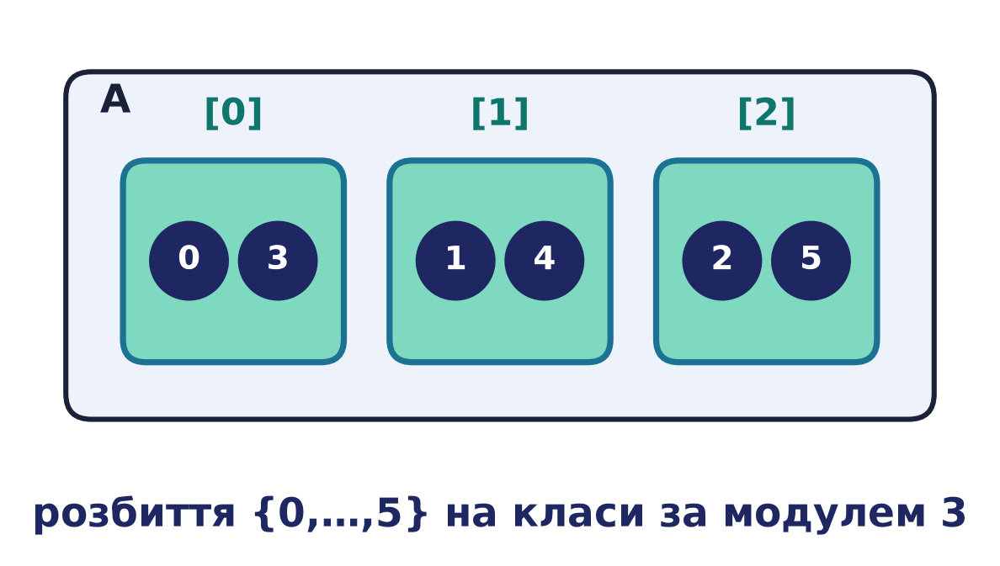 A
[0] [1] [2]
0 3 1 4 2 5
розбиття {0,…,5} на класи за модулем 3